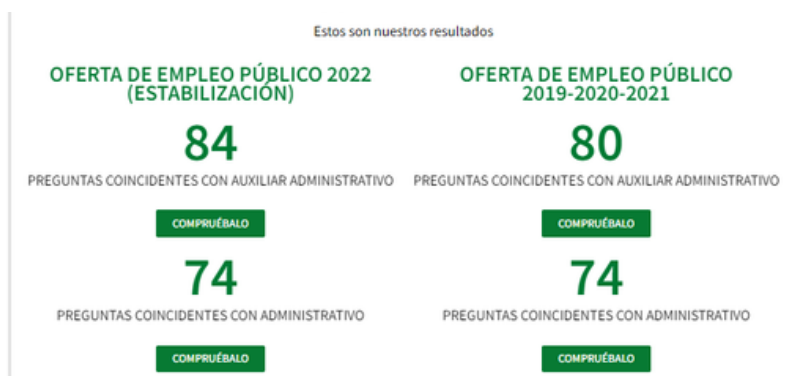 Estos son nuestros resultados
OFERTA DE EMPLEO PÚBLICO 2022
(ESTABILIZACIÓN)
84
PREGUNTAS COINCIDENTES CON AUXILIAR ADMINISTRATIVO
COMPRUÉBALO
74
PREGUNTAS COINCIDENTES CON ADMINISTRATIVO
COMPRUÉBALO
OFERTA DE EMPLEO PÚBLICO
2019-2020-2021
80
PREGUNTAS COINCIDENTES CON AUXILIAR ADMINISTRATIVO
COMPRUÉBALO
74
PREGUNTAS COINCIDENTES CON ADMINISTRATIVO
COMPRUÉBALO